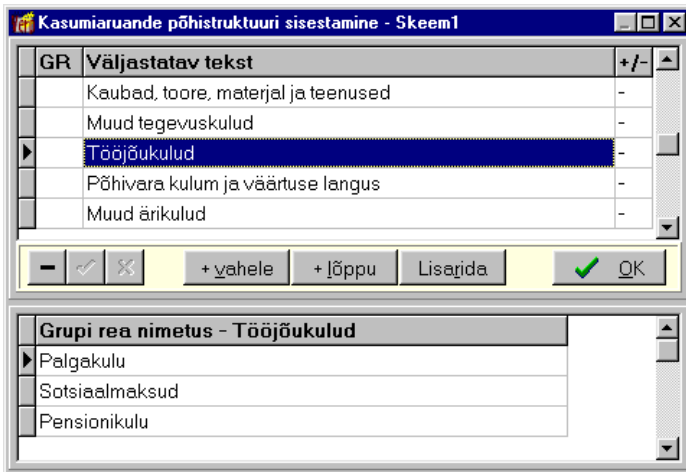 Kasumiaruande põhistruktuuri sisestamine - Skeem1
GR Väljastatav tekst +/-
Kaubad, toore, materjal ja teenused -
Muud tegevuskulud -
Tööjõukulud -
Põhivara kulum ja väärtuse langus -
Muud ärikulud -
+ vahele + lõppu Lisarida OK
Grupi rea nimetus - Tööjõukulud
Palgakulu
Sotsiaalmaksud
Pensionikulu